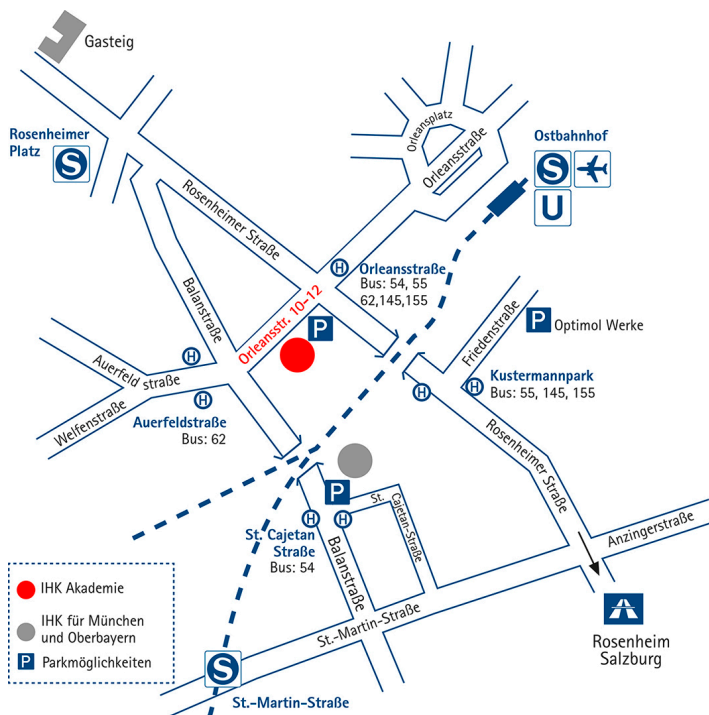 Gasteig
Rosenheimer
Platz
S
Orleansplatz
Orleansstraße
Ostbahnhof
S
U
Rosenheimer Straße
H
Orleansstraße
Bus: 54, 55
62,145,155
Balanstraße
Orleansstr. 10-12
P
Friedenstraße
P
Optimol Werke
H
Auerfeld straße
H
Welfenstraße
Auerfeldstraße
Bus: 62
H
H
Kustermannpark
Bus: 55, 145, 155
Rosenheimer Straße
P
St.
Cajetan-Straße
H
H
St. Cajetan
Straße
Bus: 54
Balanstraße
Anzingerstraße
St.-Martin-Straße
Rosenheim
Salzburg
IHK Akademie
IHK für München
und Oberbayern
P
Parkmöglichkeiten
S
St.-Martin-Straße